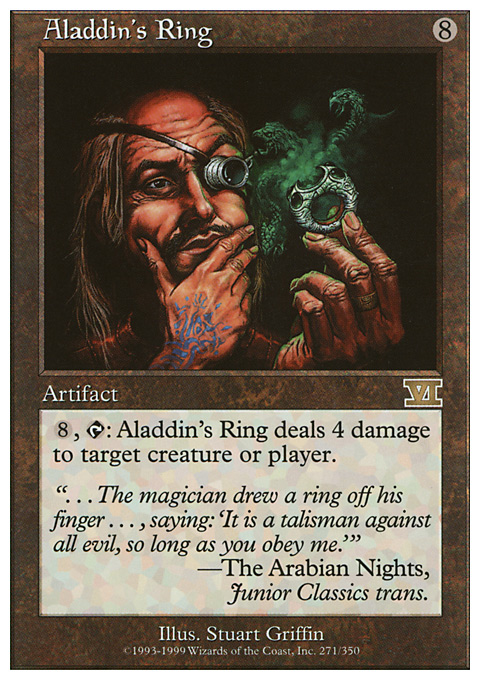 Aladdin's Ring 8
Artifact VI
8, : Aladdin's Ring deals 4 damage
to target creature or player.
“. . . The magician drew a ring off his
finger . . . , saying: ‘It is a talisman against
all evil, so long as you obey me.’”
—The Arabian Nights,
Junior Classics trans.
Illus. Stuart Griffin
©1993-1999 Wizards of the Coast, Inc. 271/350